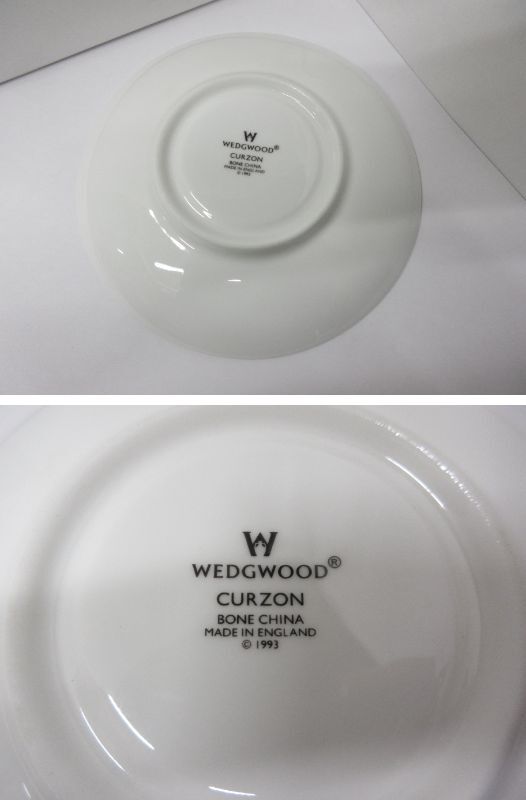 W
WEDGWOOD®
CURZON
BONE CHINA
MADE IN ENGLAND
© 1993
W
WEDGWOOD®
CURZON
BONE CHINA
MADE IN ENGLAND
© 1993